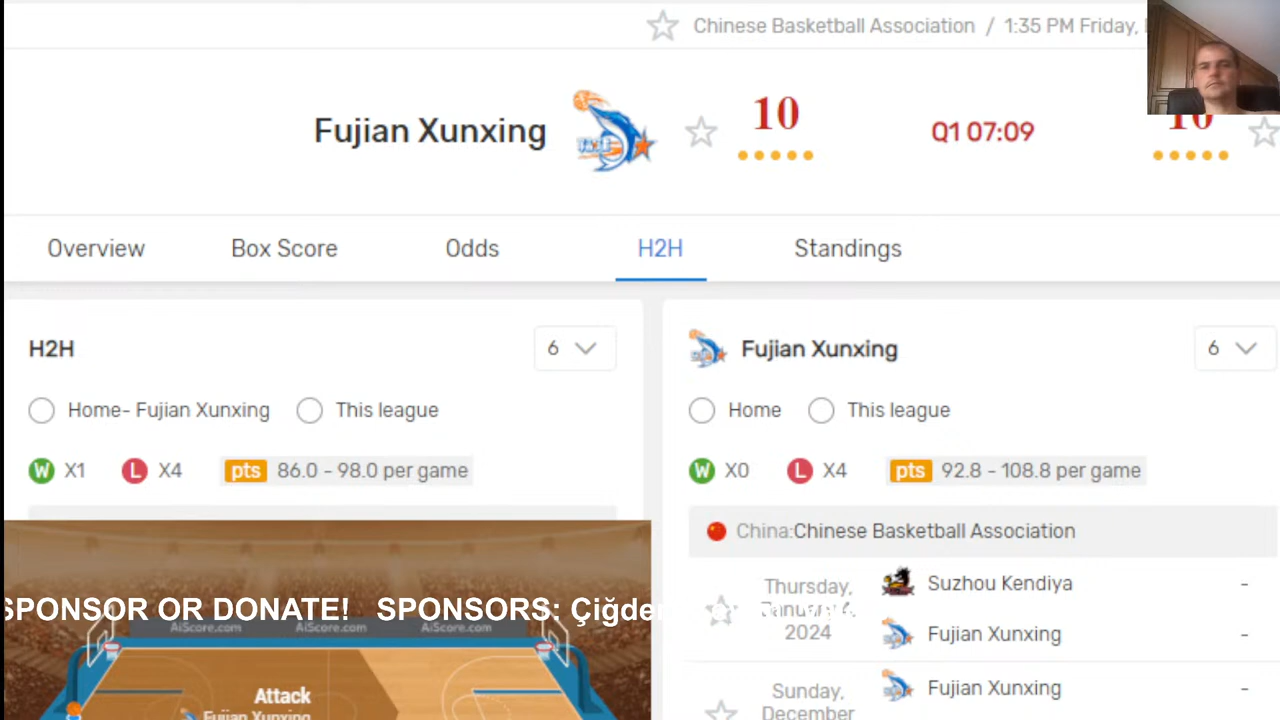 Chinese Basketball Association / 1:35 PM Friday,
Fujian Xunxing
10
Q1 07:09
10
Overview
Box Score
Odds
H2H
Standings
H2H
6
Home- Fujian Xunxing
This league
W X1
L X4
pts 86.0 - 98.0 per game
Fujian Xunxing
6
Home
This league
W X0
L X4
pts 92.8 - 108.8 per game
China:Chinese Basketball Association
Thursday,
2024
Suzhou Kendiya -
Fujian Xunxing -
Sunday,
December
Fujian Xunxing -
SPONSOR OR DONATE! SPONSORS:
AiScore.com AiScore.com AiScore.com
Attack
Fujian Xunxing